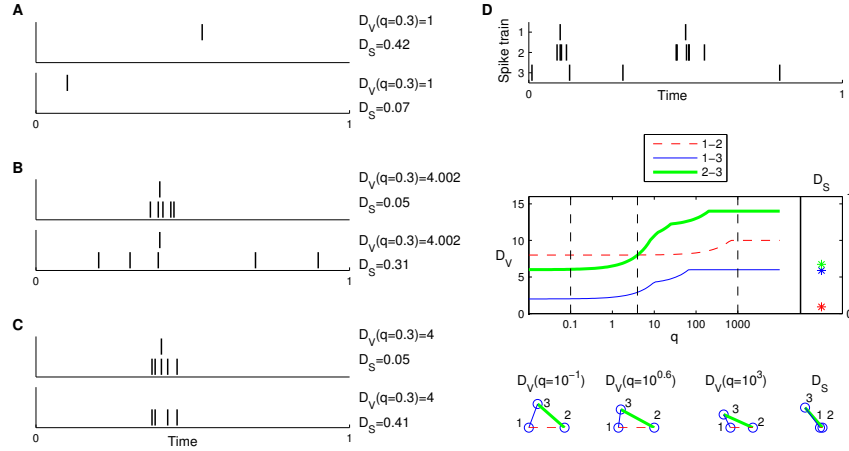 A
D_V(q=0.3)=1
D_S=0.42
D_V(q=0.3)=1
D_S=0.07
0
1
B
D_V(q=0.3)=4.002
D_S=0.05
D_V(q=0.3)=4.002
D_S=0.31
0
1
C
D_V(q=0.3)=4
D_S=0.05
D_V(q=0.3)=4
D_S=0.41
0
Time
1
D
Spike train
1
2
3
0
Time
1
1−2
1−3
2−3
D_S
15
10
5
0
D_V
0.1
1
10
100
1000
q
D_V(q=10^-1)
D_V(q=10^0.6)
D_V(q=10^3)
D_S
3
1
2
3
1
2
3
1
2
3
1 2